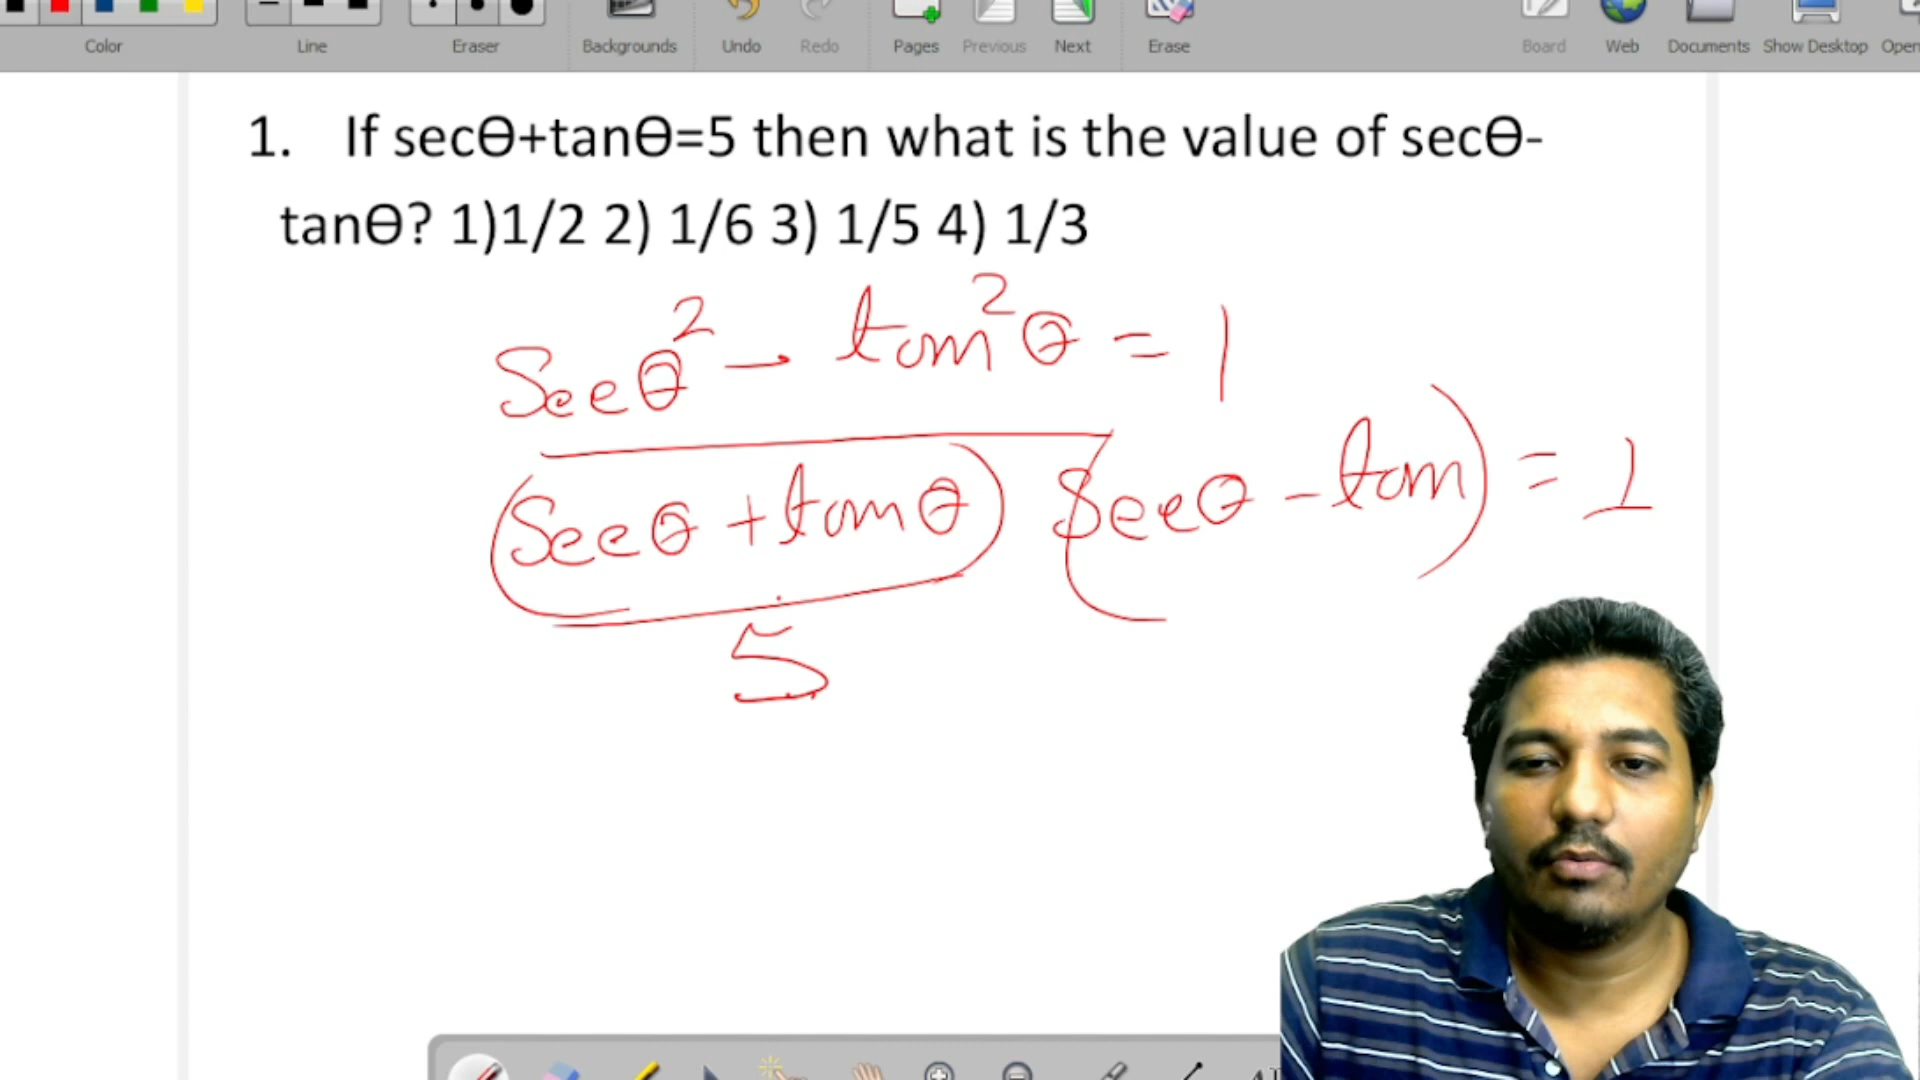 Color Line Eraser Backgrounds Undo Redo Pages Previous Next Erase Board Web Documents Show Desktop Open
1. If secΘ+tanΘ=5 then what is the value of secΘ-
tanΘ? 1)1/2 2) 1/6 3) 1/5 4) 1/3
Secθ² - tan²θ = 1
(Secθ + tanθ) (Secθ - tan) = 1
5